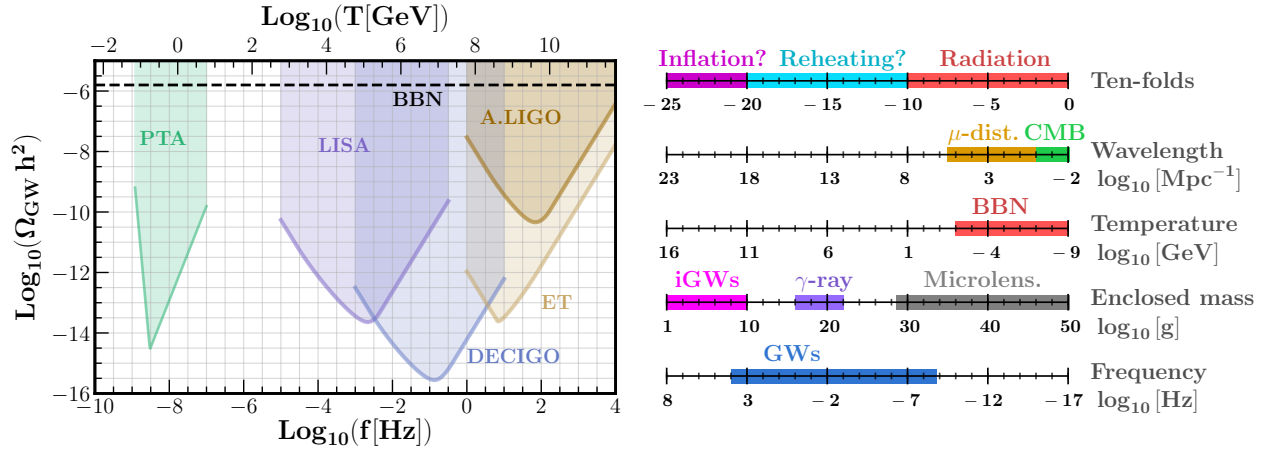 Log₁₀(T[GeV])
−2 0 2 4 6 8 10
−6
−8
−10
−12
−14
−16
Log₁₀(Ω_GW h²)
BBN
A.LIGO
PTA
LISA
ET
DECIGO
−10 −8 −6 −4 −2 0 2 4
Log₁₀(f[Hz])
Inflation? Reheating? Radiation
Ten-folds
−25 −20 −15 −10 −5 0
μ-dist. CMB
Wavelength
log₁₀ [Mpc⁻¹]
23 18 13 8 3 −2
BBN
Temperature
log₁₀ [GeV]
16 11 6 1 −4 −9
iGWs γ-ray Microlens.
Enclosed mass
log₁₀ [g]
1 10 20 30 40 50
GWs
Frequency
log₁₀ [Hz]
8 3 −2 −7 −12 −17